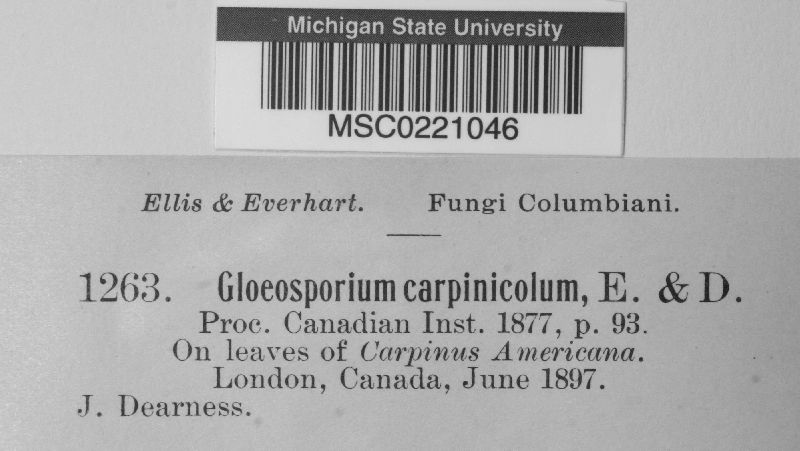 Michigan State University
MSC0221046
Ellis & Everhart. Fungi Columbiani.
1263. Gloeosporium carpinicolum, E. & D.
Proc. Canadian Inst. 1877, p. 93.
On leaves of Carpinus Americana.
London, Canada, June 1897.
J. Dearness.